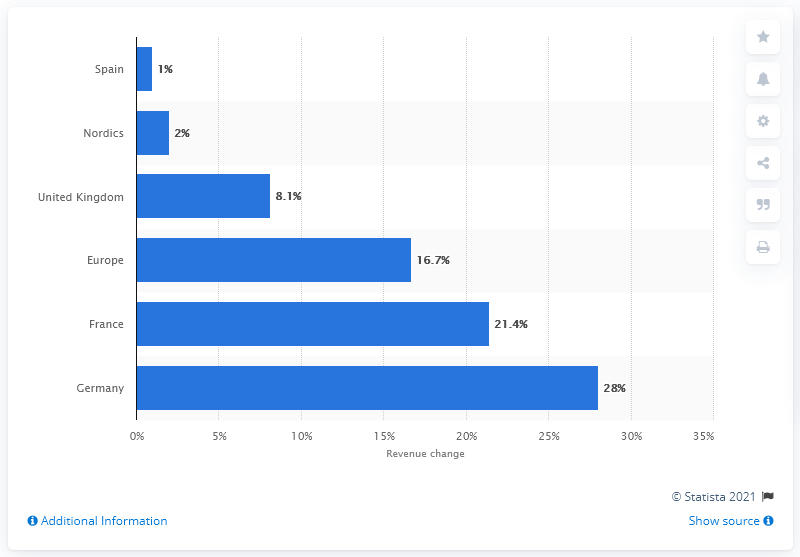 Spain 1%
Nordics 2%
United Kingdom 8.1%
Europe 16.7%
France 21.4%
Germany 28%
0% 5% 10% 15% 20% 25% 30% 35%
Revenue change
© Statista 2021
Additional Information Show source